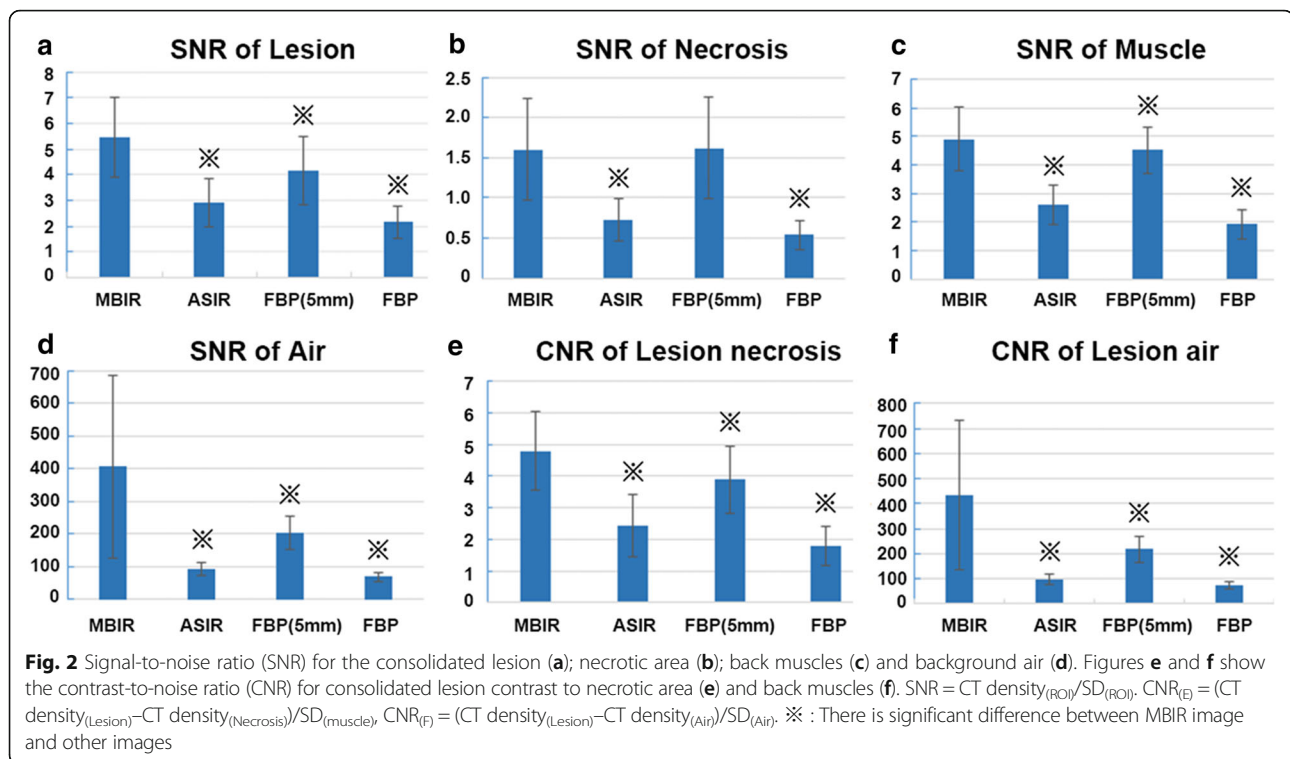 a SNR of Lesion
8
7
6
5
4
3
2
1
0
※ ※ ※
MBIR ASIR FBP(5mm) FBP
b SNR of Necrosis
2.5
2.0
1.5
1.0
0.5
0
※ ※
MBIR ASIR FBP(5mm) FBP
c SNR of Muscle
7
6
5
4
3
2
1
0
※ ※ ※
MBIR ASIR FBP(5mm) FBP
d SNR of Air
700
600
500
400
300
200
100
0
※ ※ ※
MBIR ASIR FBP(5mm) FBP
e CNR of Lesion necrosis
7
6
5
4
3
2
1
0
※ ※ ※
MBIR ASIR FBP(5mm) FBP
f CNR of Lesion air
800
700
600
500
400
300
200
100
0
※ ※ ※
MBIR ASIR FBP(5mm) FBP
Fig. 2 Signal-to-noise ratio (SNR) for the consolidated lesion (a); necrotic area (b); back muscles (c) and background air (d). Figures e and f show
the contrast-to-noise ratio (CNR) for consolidated lesion contrast to necrotic area (e) and back muscles (f). SNR = CT density(ROI)/SD(ROI). CNR(E) = (CT
density(Lesion)–CT density(Necrosis))/SD(muscle), CNR(F) = (CT density(Lesion)–CT density(Air))/SD(Air). ※ : There is significant difference between MBIR image
and other images